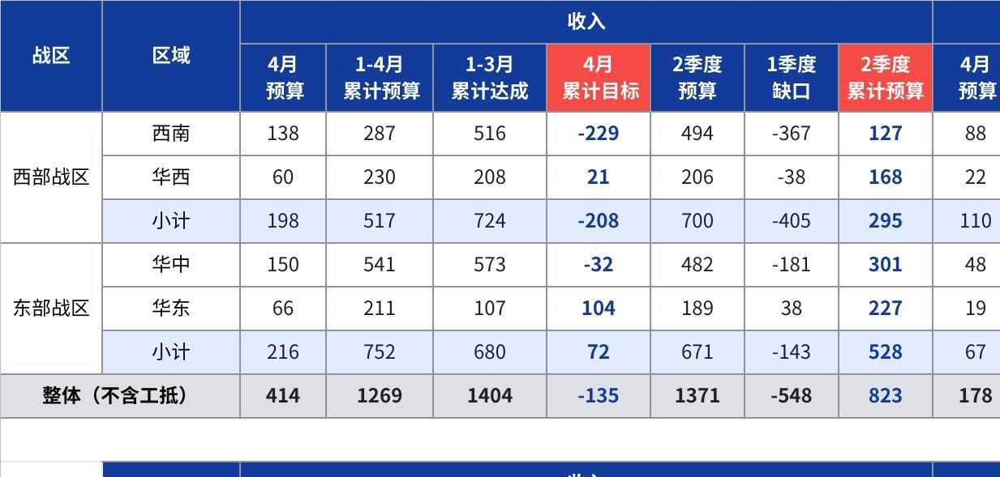 战区 区域 收入
4月 预算 1-4月 累计预算 1-3月 累计达成 4月 累计目标 2季度 预算 1季度 缺口 2季度 累计预算 4月 预算
西部战区 西南 138 287 516 -229 494 -367 127 88
华西 60 230 208 21 206 -38 168 22
小计 198 517 724 -208 700 -405 295 110
东部战区 华中 150 541 573 -32 482 -181 301 48
华东 66 211 107 104 189 38 227 19
小计 216 752 680 72 671 -143 528 67
整体（不含工抵） 414 1269 1404 -135 1371 -548 823 178